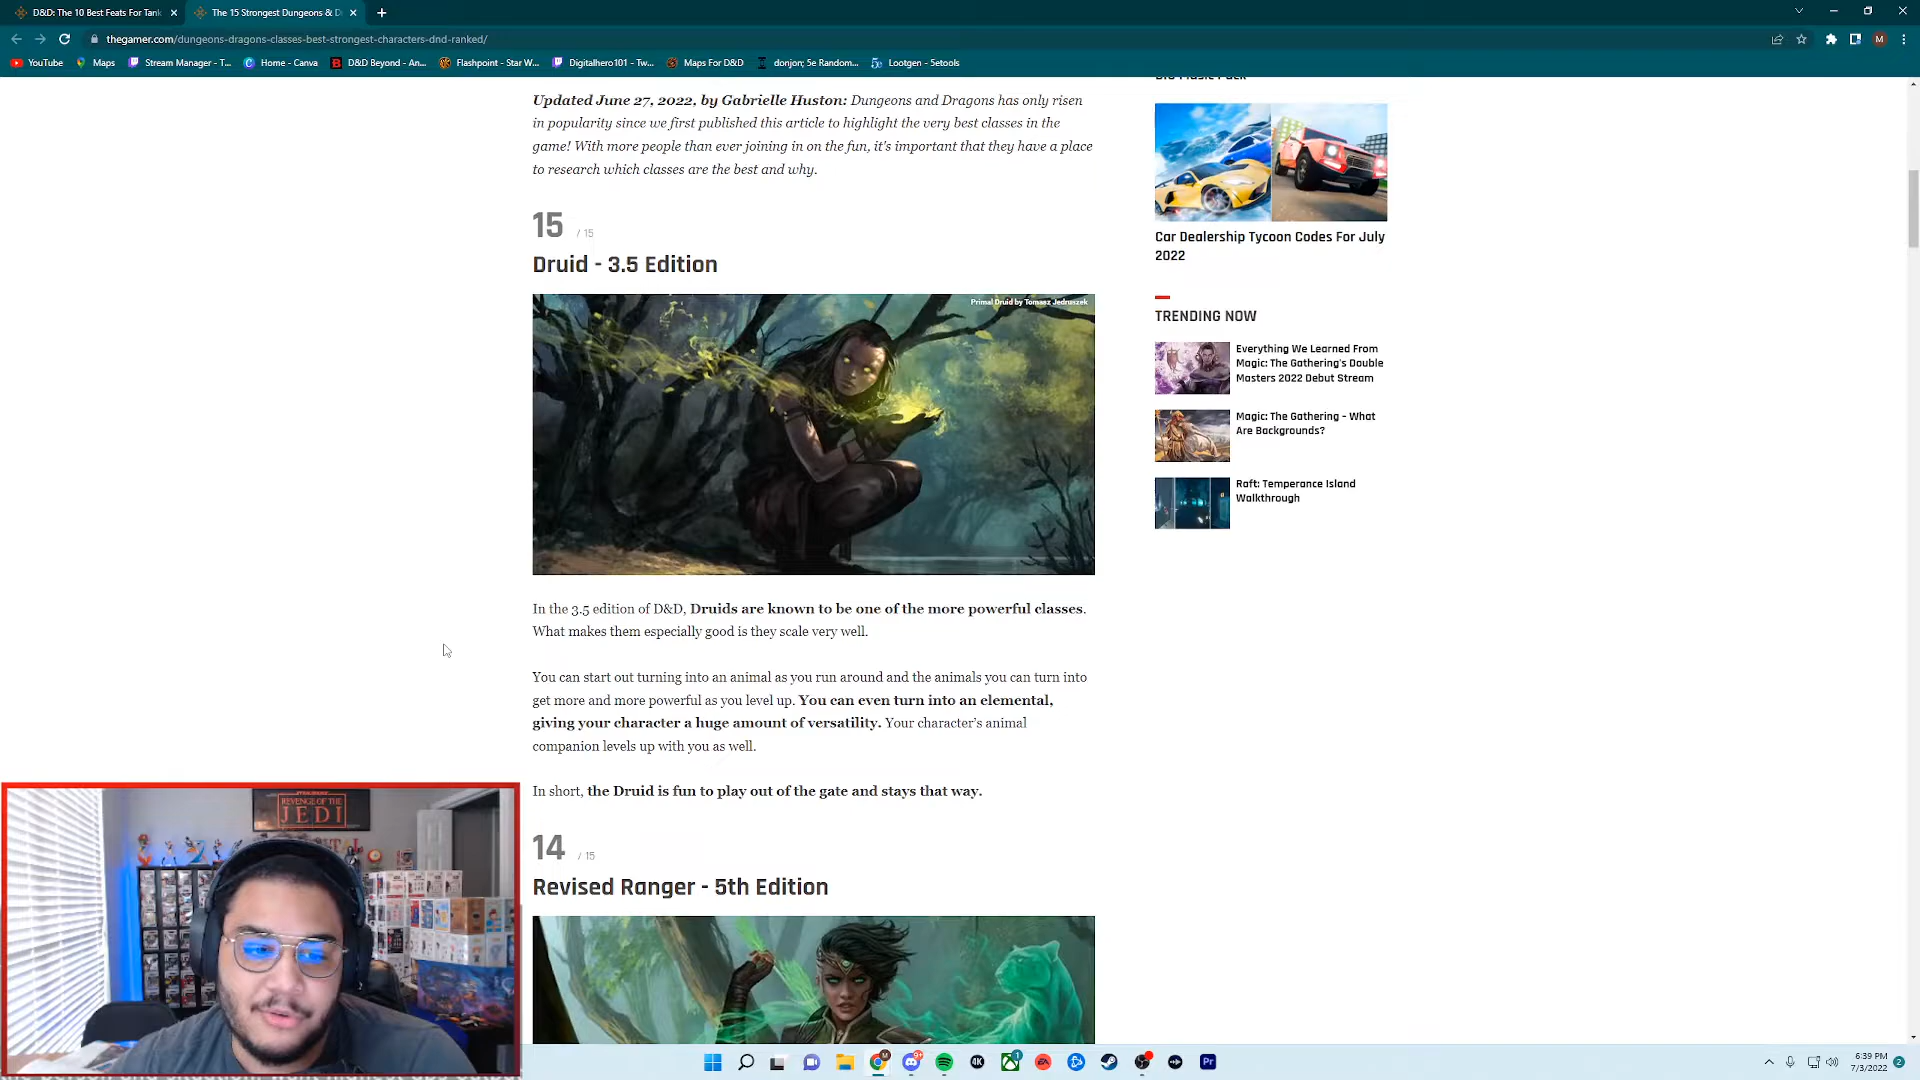 D&D: The 10 Best Feats For Tank
The 15 Strongest Dungeons & D
thegamer.com/dungeons-dragons-classes-best-strongest-characters-dnd-ranked/
M
YouTube
Maps
Stream Manager - T...
Home - Canva
D&D Beyond - An...
Flashpoint - Star W...
Digitalhero101 - Tw...
Maps For D&D
donjon; 5e Random...
Lootgen - 5etools
Updated June 27, 2022, by Gabrielle Huston: Dungeons and Dragons has only risen
in popularity since we first published this article to highlight the very best classes in the
game! With more people than ever joining in on the fun, it's important that they have a place
to research which classes are the best and why.
15 / 15
Druid - 3.5 Edition
Primal Druid by Tomasz Jedruszek
In the 3.5 edition of D&D, Druids are known to be one of the more powerful classes.
What makes them especially good is they scale very well.
You can start out turning into an animal as you run around and the animals you can turn into
get more and more powerful as you level up. You can even turn into an elemental,
giving your character a huge amount of versatility. Your character's animal
companion levels up with you as well.
In short, the Druid is fun to play out of the gate and stays that way.
14 / 15
Revised Ranger - 5th Edition
Car Dealership Tycoon Codes For July
2022
TRENDING NOW
Everything We Learned From
Magic: The Gathering's Double
Masters 2022 Debut Stream
Magic: The Gathering - What
Are Backgrounds?
Raft: Temperance Island
Walkthrough
REVENGE OF THE
JEDI
4K
EA
Pr
6:39 PM
7/3/2022
2